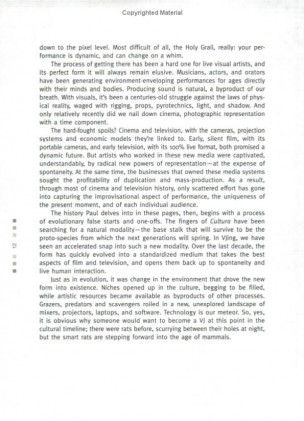 Copyrighted Material
down to the pixel level. Most difficult of all, the Holy Grail, really: your per-
formance is dynamic, and can change on a whim.
The process of getting here has been a hard one for live visual artists, and
its perfect form it will always remain elusive. Musicians, actors, and orators
have been generating environment-enveloping performances for ages directly
with their minds and bodies. Producing sound is natural, a byproduct of our
breath. With visuals, it's been a centuries-old struggle against the laws of phys-
ical reality, waged with rigging, props, pyrotechnics, light, and shadow. And
only relatively recently did we nail down cinema, photographic representation
with a time component.
The hard-fought spoils? Cinema and television, with the cameras, projection
systems and economic models they're linked to. Early, silent film, with its
portable cameras, and early television, with its 100% live format, both promised a
dynamic future. But artists who worked in these new media were captivated,
understandably, by radical new powers of representation—at the expense of
spontaneity. At the same time, the businesses that owned these media systems
sought the profitability of duplication and mass-production. As a result,
through most of cinema and television history, only scattered effort has gone
into capturing the improvisational aspect of performance, the uniqueness of
the present moment, and of each individual audience.
The history Paul delves into in these pages, then, begins with a process
of evolutionary false starts and one-offs. The fingers of Culture have been
searching for a natural modality—the base stalk that will survive to be the
proto-species from which the next generations will spring. In VJing, we have
seen an accelerated snap into such a new modality. Over the last decade, the
form has quickly evolved into a standardized medium that takes the best
aspects of film and television, and opens them back up to spontaneity and
live human interaction.
Just as in evolution, it was change in the environment that drove the new
form into existence. Niches opened up in the culture, begging to be filled,
while artistic resources became available as byproducts of other processes.
Grazers, predators and scavengers roiled in a new, unexplored landscape of
mixers, projectors, laptops, and software. Technology is our meteor. So, yes,
it is obvious why someone would want to become a VJ at this point in the
cultural timeline; there were rats before, scurrying between their holes at night,
but the smart rats are stepping forward into the age of mammals.